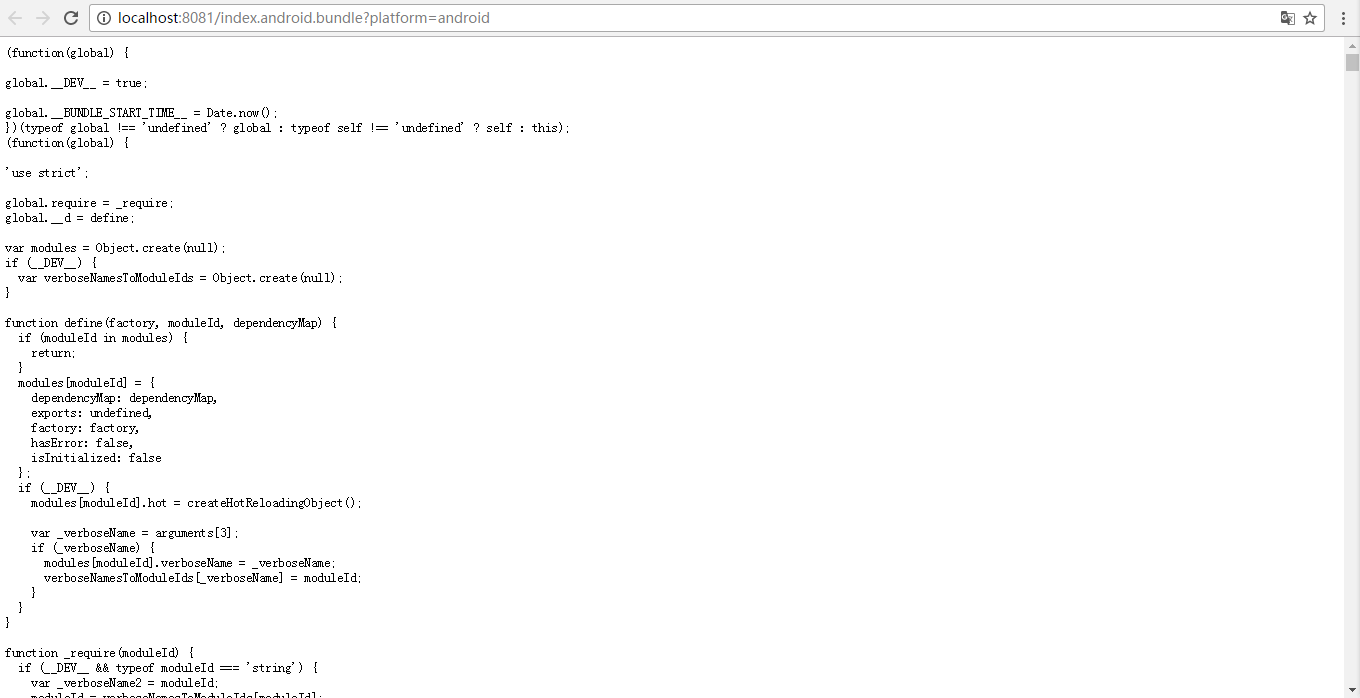 localhost:8081/index.android.bundle?platform=android
(function(global) {
global.__DEV__ = true;
global.__BUNDLE_START_TIME__ = Date.now();
})(typeof global !== 'undefined' ? global : typeof self !== 'undefined' ? self : this);
(function(global) {
'use strict';
global.require = _require;
global.__d = define;
var modules = Object.create(null);
if (__DEV__) {
  var verboseNamesToModuleIds = Object.create(null);
}
function define(factory, moduleId, dependencyMap) {
  if (moduleId in modules) {
    return;
  }
  modules[moduleId] = {
    dependencyMap: dependencyMap,
    exports: undefined,
    factory: factory,
    hasError: false,
    isInitialized: false
  };
  if (__DEV__) {
    modules[moduleId].hot = createHotReloadingObject();
    var _verboseName = arguments[3];
    if (_verboseName) {
      modules[moduleId].verboseName = _verboseName;
      verboseNamesToModuleIds[_verboseName] = moduleId;
    }
  }
}
function _require(moduleId) {
  if (__DEV__ && typeof moduleId === 'string') {
    var _verboseName2 = moduleId;
    moduleId = verboseNamesToModuleIds[moduleId];